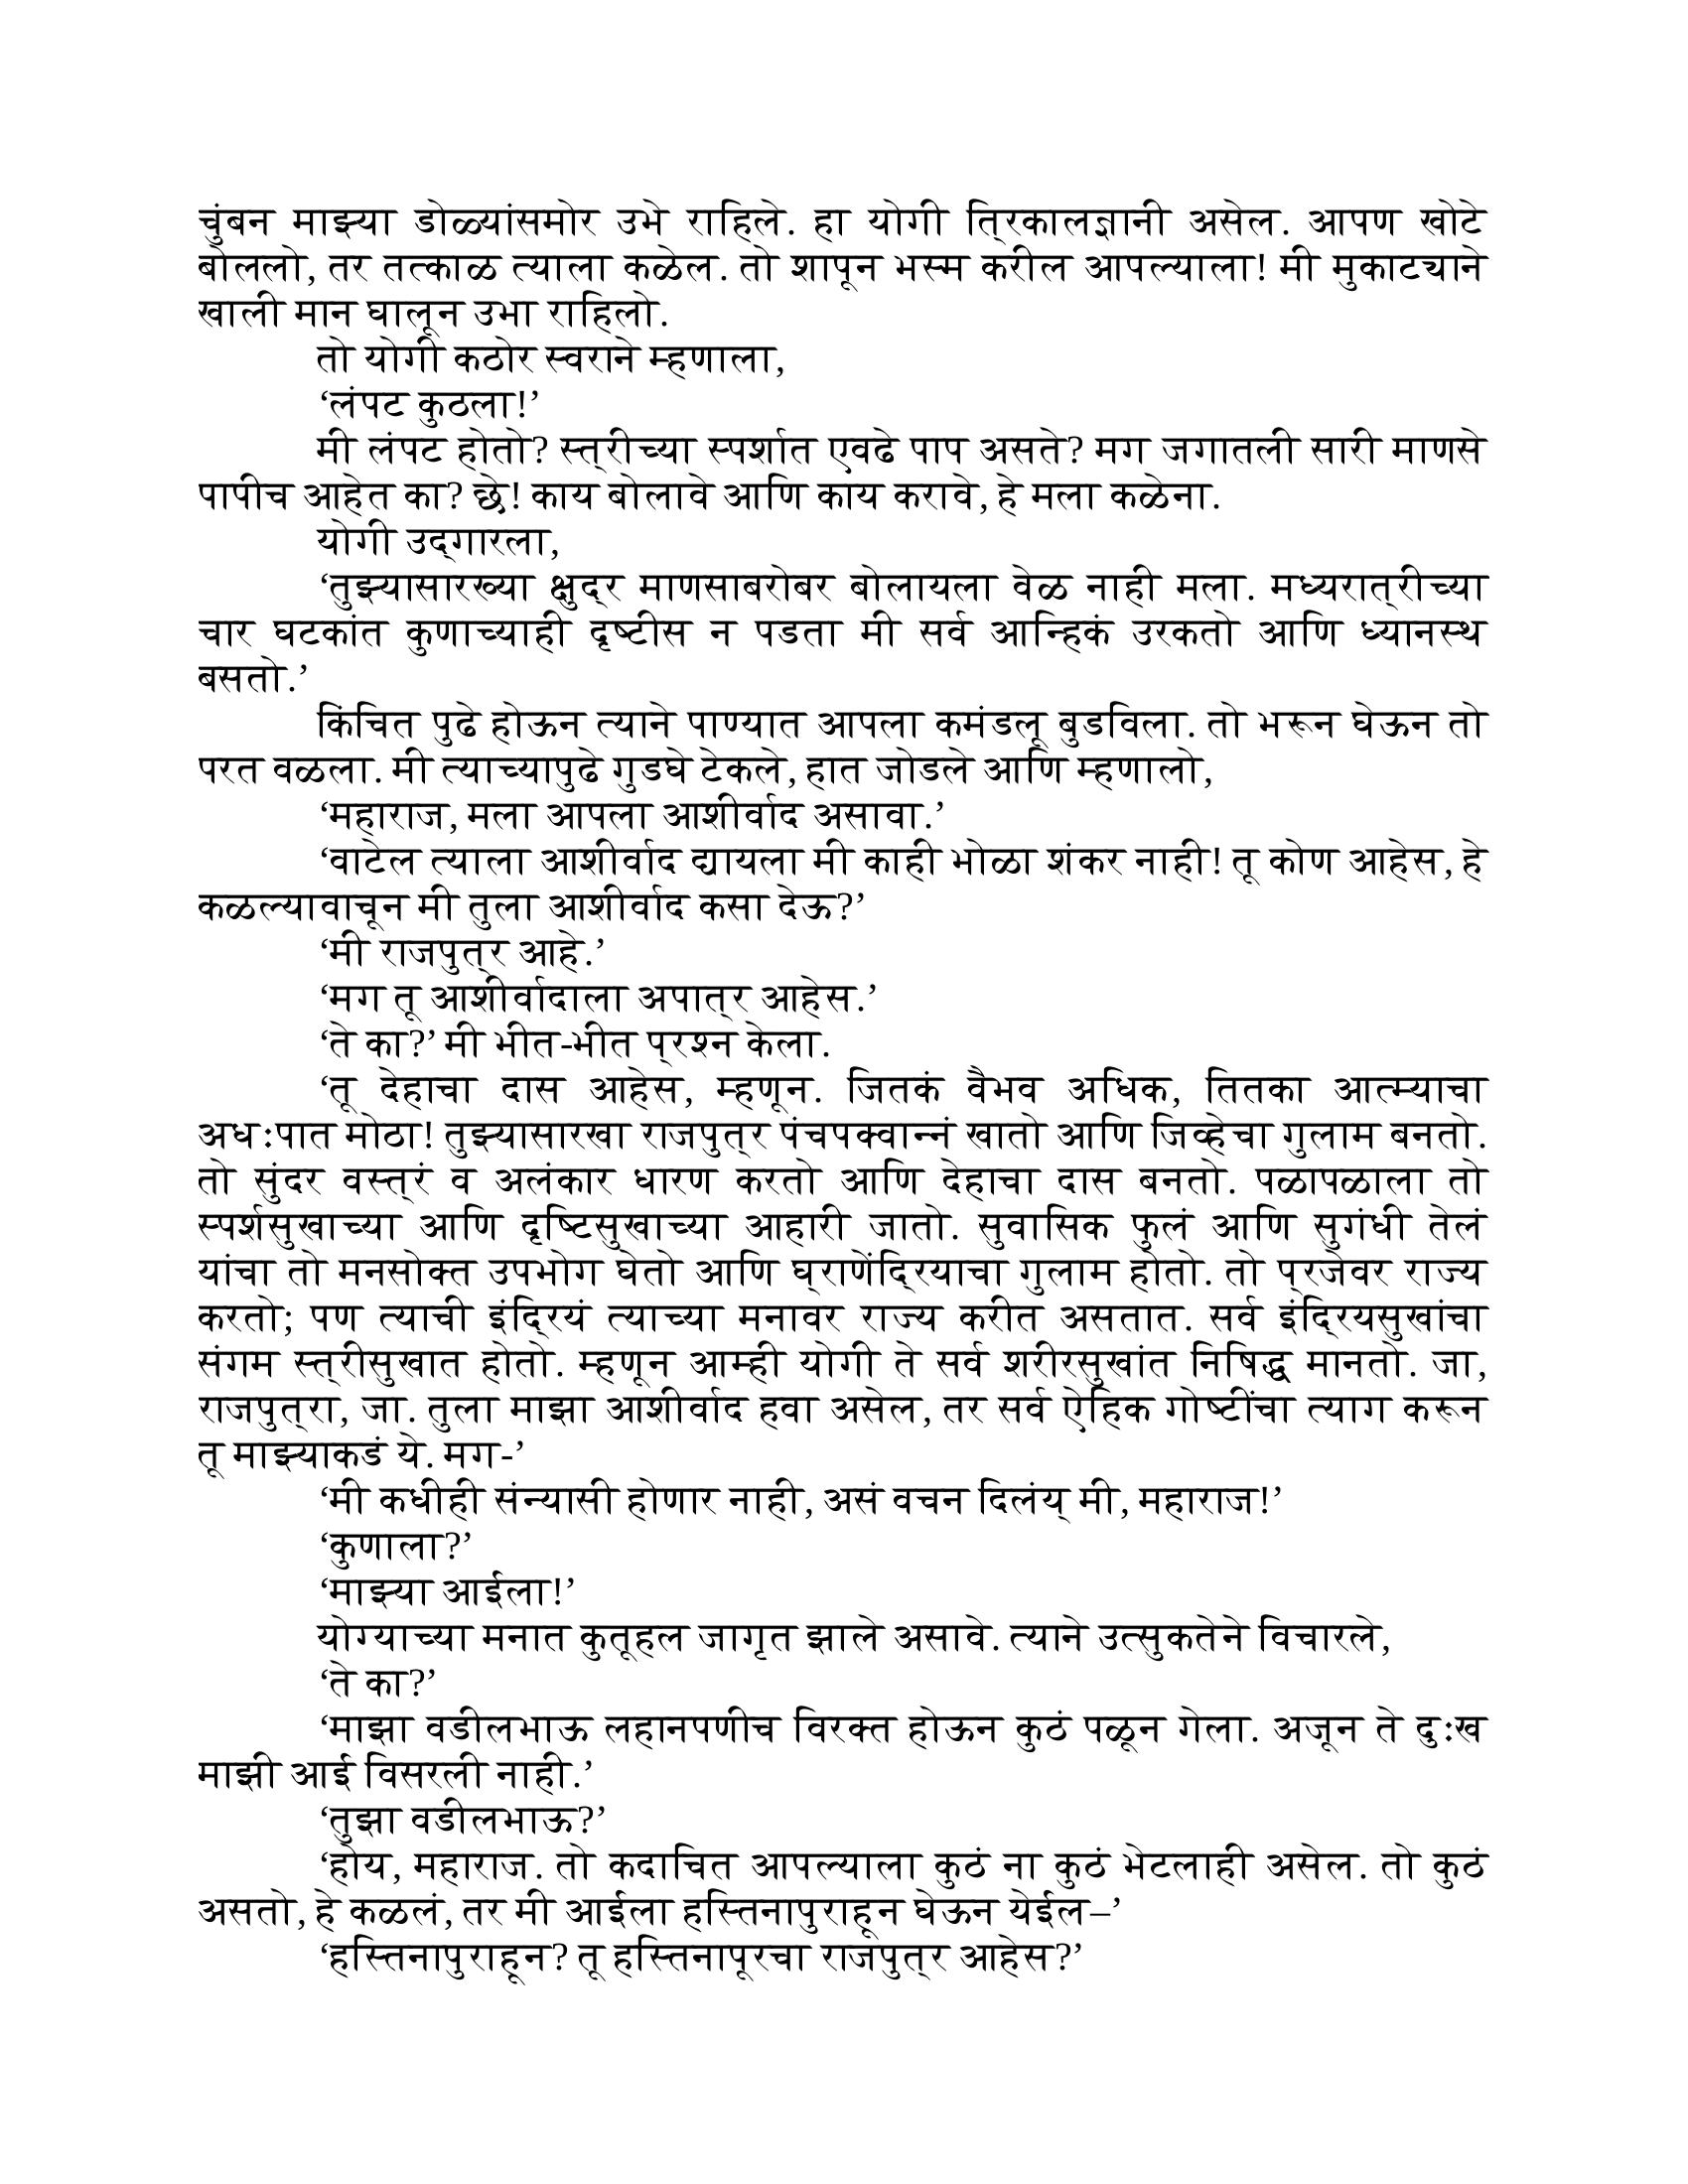 चुंबन माझ्या डोळ्यांसमोर उभे राहिले. हा योगी त्रिकालज्ञानी असेल. आपण खोटे
बोललो, तर तत्काळ त्याला कळेल. तो शापून भस्म करील आपल्याला! मी मुकाट्याने
खाली मान घालून उभा राहिलो.
तो योगी कठोर स्वराने म्हणाला,
‘लंपट कुठला!’
मी लंपट होतो? स्त्रीच्या स्पर्शात एवढे पाप असते? मग जगातली सारी माणसे
पापीच आहेत का? छे! काय बोलावे आणि काय करावे, हे मला कळेना.
योगी उद्‌गारला,
‘तुझ्यासारख्या क्षुद्र माणसाबरोबर बोलायला वेळ नाही मला. मध्यरात्रीच्या
चार घटकांत कुणाच्याही दृष्टीस न पडता मी सर्व आन्हिकं उरकतो आणि ध्यानस्थ
बसतो.’
किंचित पुढे होऊन त्याने पाण्यात आपला कमंडलू बुडविला. तो भरून घेऊन तो
परत वळला. मी त्याच्यापुढे गुडघे टेकले, हात जोडले आणि म्हणालो,
‘महाराज, मला आपला आशीर्वाद असावा.’
‘वाटेल त्याला आशीर्वाद द्यायला मी काही भोळा शंकर नाही! तू कोण आहेस, हे
कळल्यावाचून मी तुला आशीर्वाद कसा देऊ?’
‘मी राजपुत्र आहे.’
‘मग तू आशीर्वादाला अपात्र आहेस.’
‘ते का?’ मी भीत-भीत प्रश्न केला.
‘तू देहाचा दास आहेस, म्हणून. जितकं वैभव अधिक, तितका आत्म्याचा
अधःपात मोठा! तुझ्यासारखा राजपुत्र पंचपक्वान्नं खातो आणि जिव्हेचा गुलाम बनतो.
तो सुंदर वस्त्रं व अलंकार धारण करतो आणि देहाचा दास बनतो. पळापळाला तो
स्पर्शसुखाच्या आणि दृष्टिसुखाच्या आहारी जातो. सुवासिक फुलं आणि सुगंधी तेलं
यांचा तो मनसोक्त उपभोग घेतो आणि घ्राणेंद्रियाचा गुलाम होतो. तो प्रजेवर राज्य
करतो; पण त्याची इंद्रियं त्याच्या मनावर राज्य करीत असतात. सर्व इंद्रियसुखांचा
संगम स्त्रीसुखात होतो. म्हणून आम्ही योगी ते सर्व शरीरसुखांत निषिद्ध मानतो. जा,
राजपुत्रा, जा. तुला माझा आशीर्वाद हवा असेल, तर सर्व ऐहिक गोष्टींचा त्याग करून
तू माझ्याकडं ये. मग-’
‘मी कधीही संन्यासी होणार नाही, असं वचन दिलंय् मी, महाराज!’
‘कुणाला?’
‘माझ्या आईला!’
योग्याच्या मनात कुतूहल जागृत झाले असावे. त्याने उत्सुकतेने विचारले,
‘ते का?’
‘माझा वडीलभाऊ लहानपणीच विरक्त होऊन कुठं पळून गेला. अजून ते दुःख
माझी आई विसरली नाही.’
‘तुझा वडीलभाऊ?’
‘होय, महाराज. तो कदाचित आपल्याला कुठं ना कुठं भेटलाही असेल. तो कुठं
असतो, हे कळलं, तर मी आईला हस्तिनापुराहून घेऊन येईल–’
‘हस्तिनापुराहून? तू हस्तिनापूरचा राजपुत्र आहेस?’